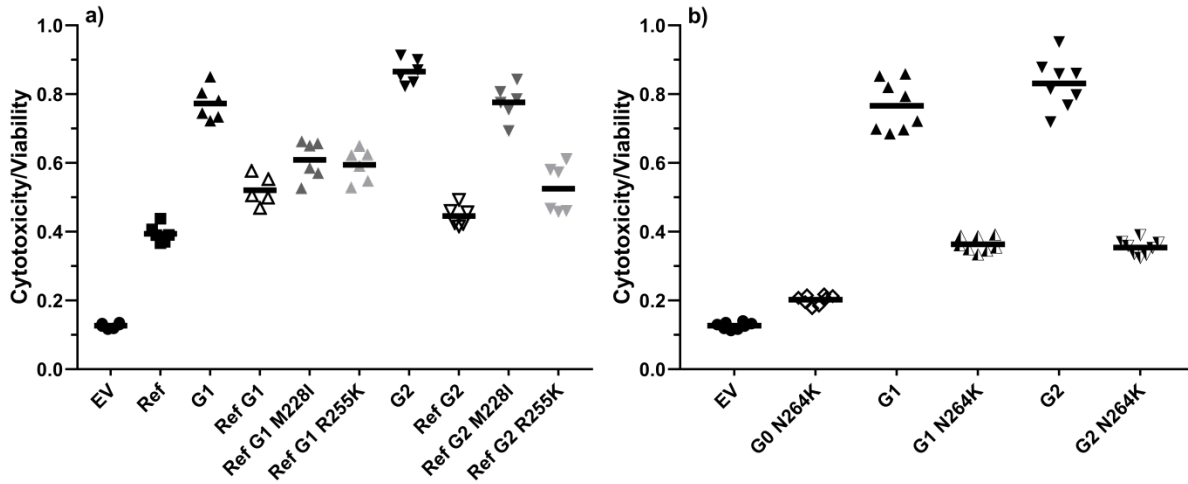 a)
Cytotoxicity/Viability
1.0
0.8
0.6
0.4
0.2
0.0
EV
Ref
G1
Ref G1
Ref G1 M228I
Ref G1 R255K
G2
Ref G2
Ref G2 M228I
Ref G2 R255K
b)
Cytotoxicity/Viability
1.0
0.8
0.6
0.4
0.2
0.0
EV
G0 N264K
G1
G1 N264K
G2
G2 N264K